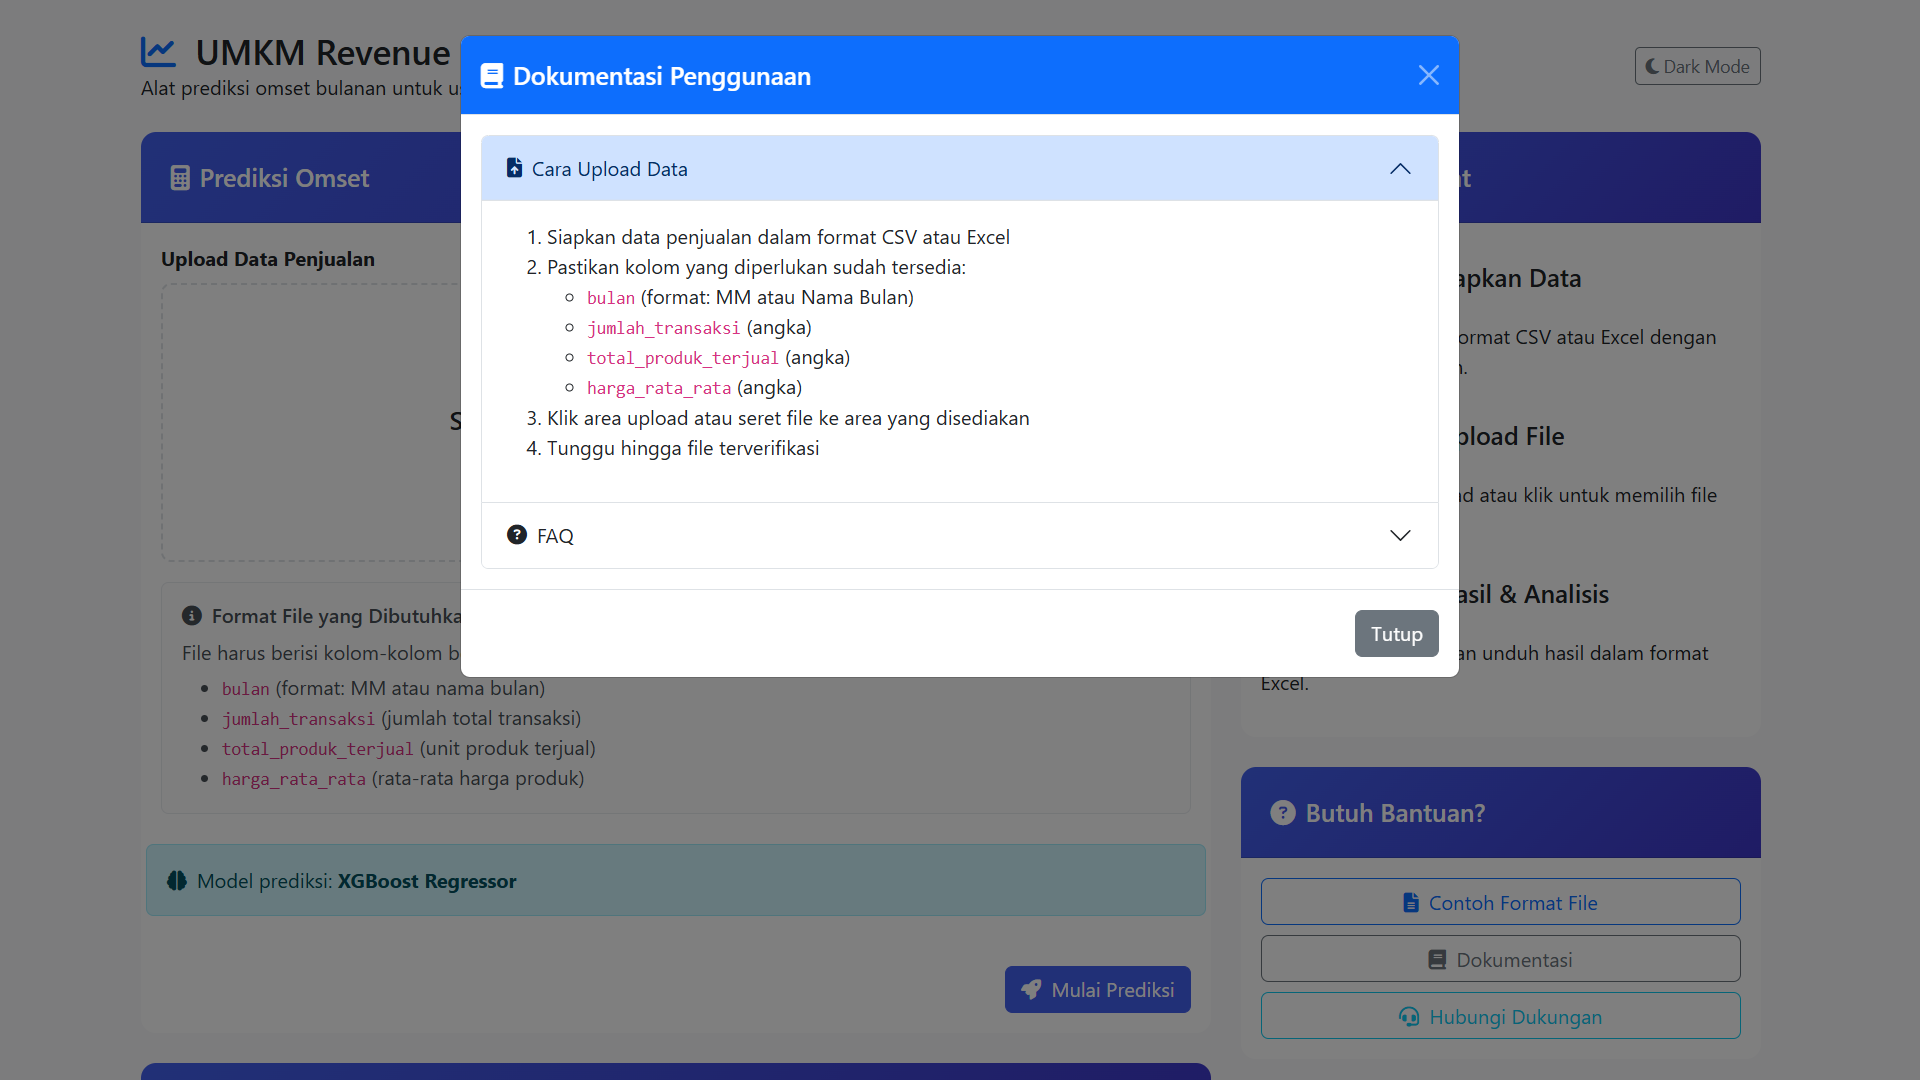 UMKM Revenue
Alat prediksi omset bulanan untuk
Dark Mode
Dokumentasi Penggunaan
Cara Upload Data
1. Siapkan data penjualan dalam format CSV atau Excel
2. Pastikan kolom yang diperlukan sudah tersedia:
bulan (format: MM atau Nama Bulan)
jumlah_transaksi (angka)
total_produk_terjual (angka)
harga_rata_rata (angka)
3. Klik area upload atau seret file ke area yang disediakan
4. Tunggu hingga file terverifikasi
FAQ
Tutup
Prediksi Omset
Upload Data Penjualan
Format File yang
File harus berisi kolom-kolom
bulan (format: MM atau nama bulan)
jumlah_transaksi (jumlah total transaksi)
total_produk_terjual (unit produk terjual)
harga_rata_rata (rata-rata harga produk)
Model prediksi: XGBoost Regressor
Mulai Prediksi
Data
CSV atau Excel dengan
File
atau klik untuk memilih file
& Analisis
unduh hasil dalam format
Excel.
Butuh Bantuan?
Contoh Format File
Dokumentasi
Hubungi Dukungan